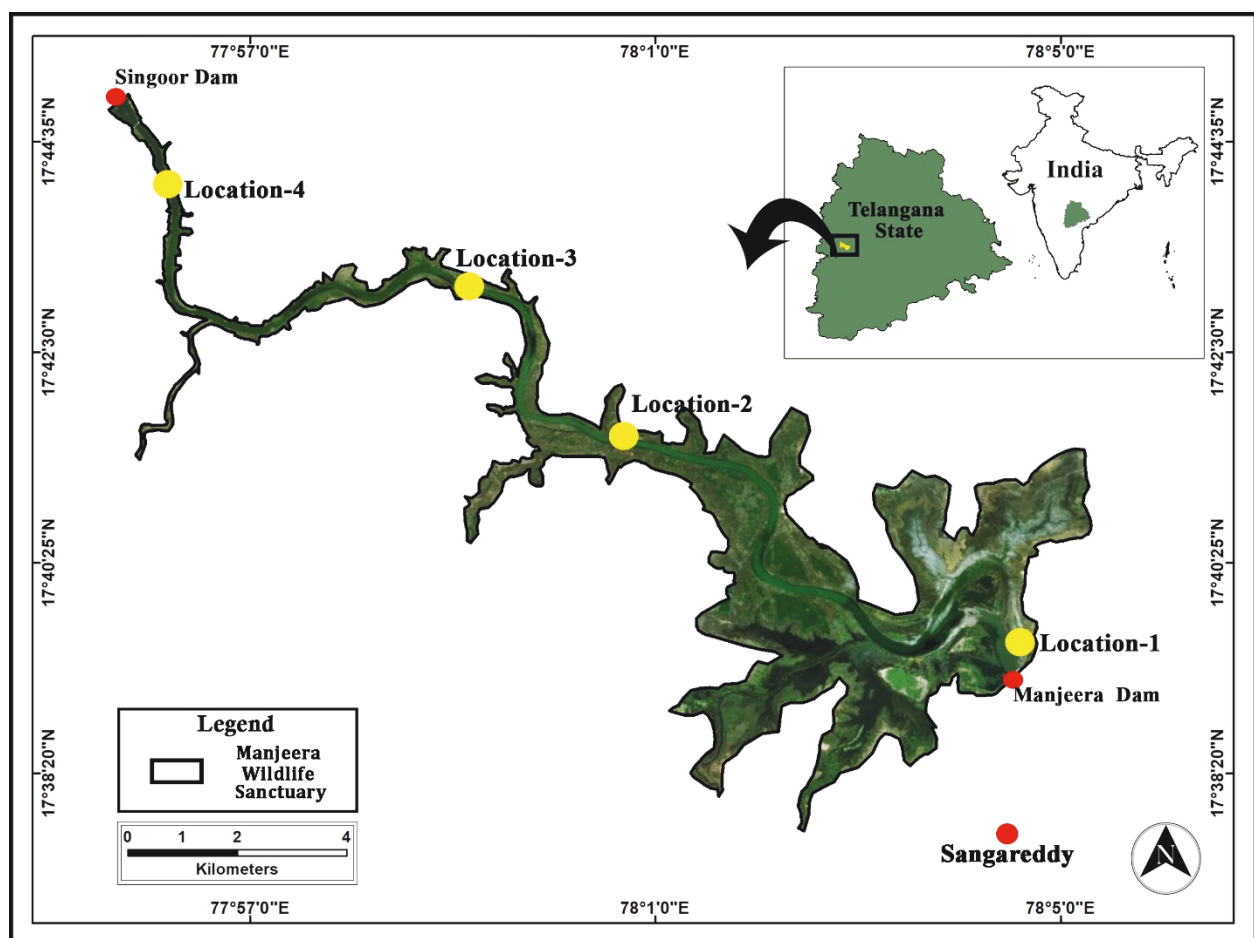 77°57'0"E
78°1'0"E
78°5'0"E
Singoor Dam
17°44'35"N
17°44'35"N
India
Telangana
State
Location-4
Location-3
17°42'30"N
17°42'30"N
Location-2
17°40'25"N
17°40'25"N
Location-1
Manjeera Dam
Legend
Manjeera
Wildlife
Sanctuary
17°38'20"N
17°38'20"N
0 1 2 4
Kilometers
Sangareddy
N
77°57'0"E
78°1'0"E
78°5'0"E